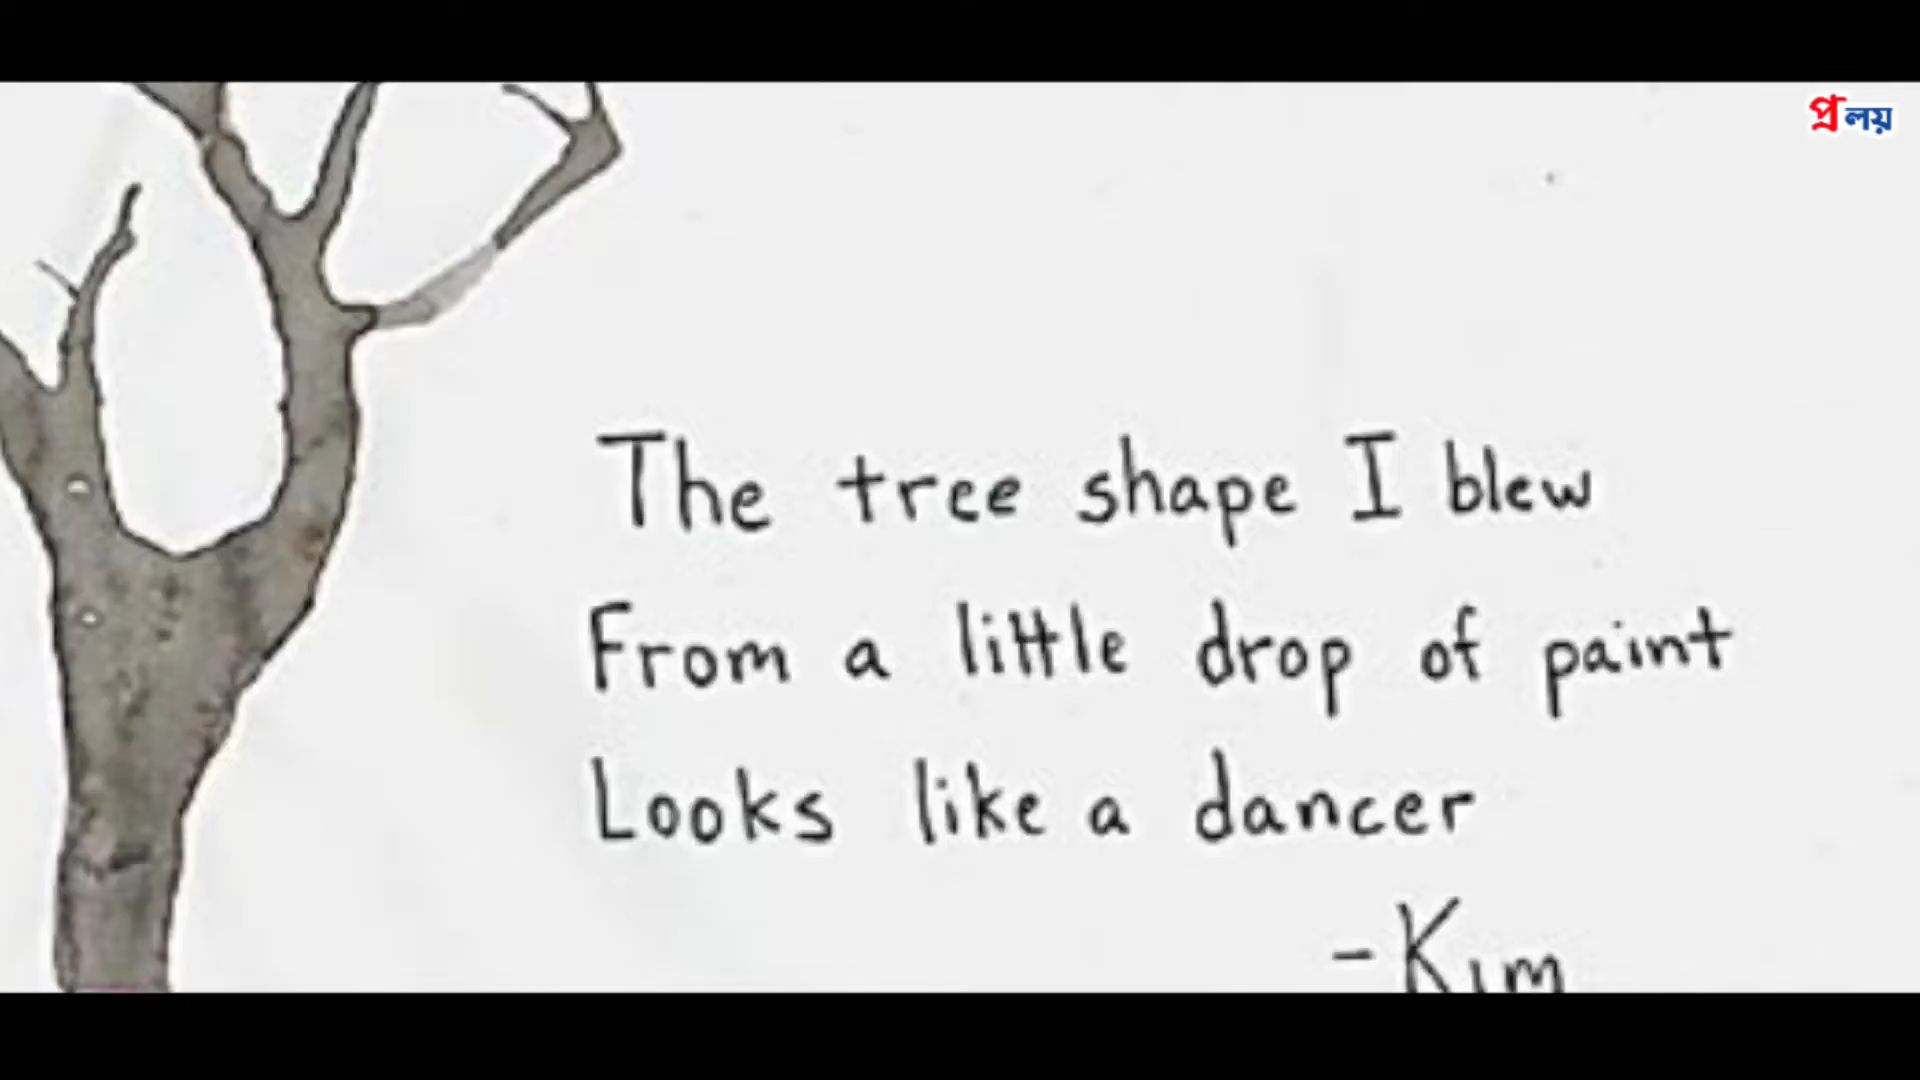 প্রলয়
The tree shape I blew
From a little drop of paint
Looks like a dancer
-Kim